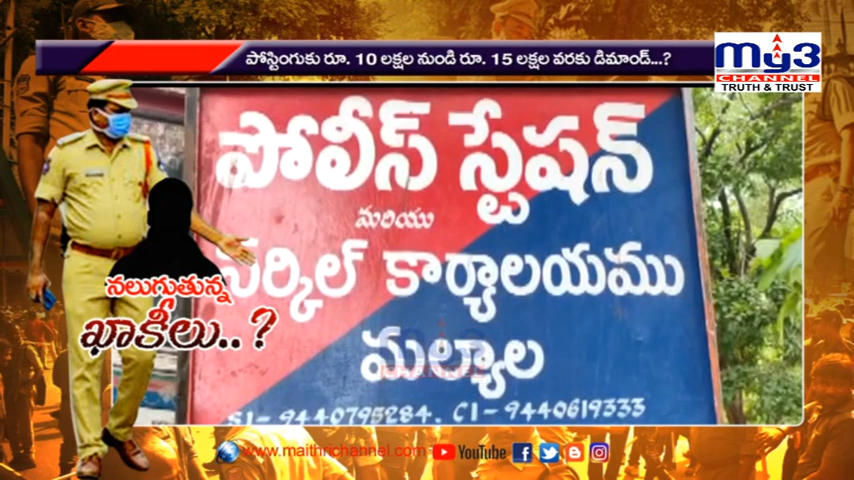 పోస్టింగుకు రూ. 10 లక్షల నుండి రూ. 15 లక్షల వరకు డిమాండ్...?
my3
CHANNEL
TRUTH & TRUST
పోలీస్ స్టేషన్
మరియు
సర్కిల్ కార్యాలయము
మల్యాల
SI- 9440795284. CI- 9440619333
నలుగుతున్న
ఖాకీలు..?
www.maithrichannel.com
YouTube